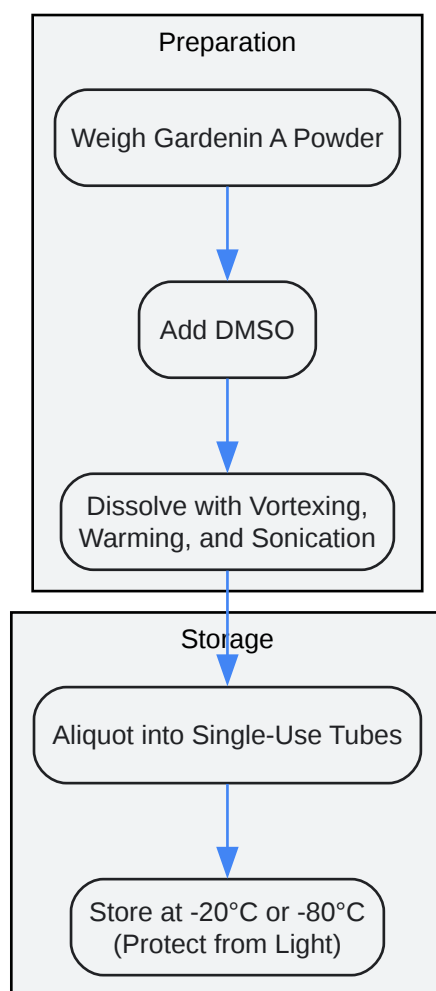 Preparation
Weigh Gardenin A Powder
Add DMSO
Dissolve with Vortexing,
Warming, and Sonication
Storage
Aliquot into Single-Use Tubes
Store at -20°C or -80°C
(Protect from Light)